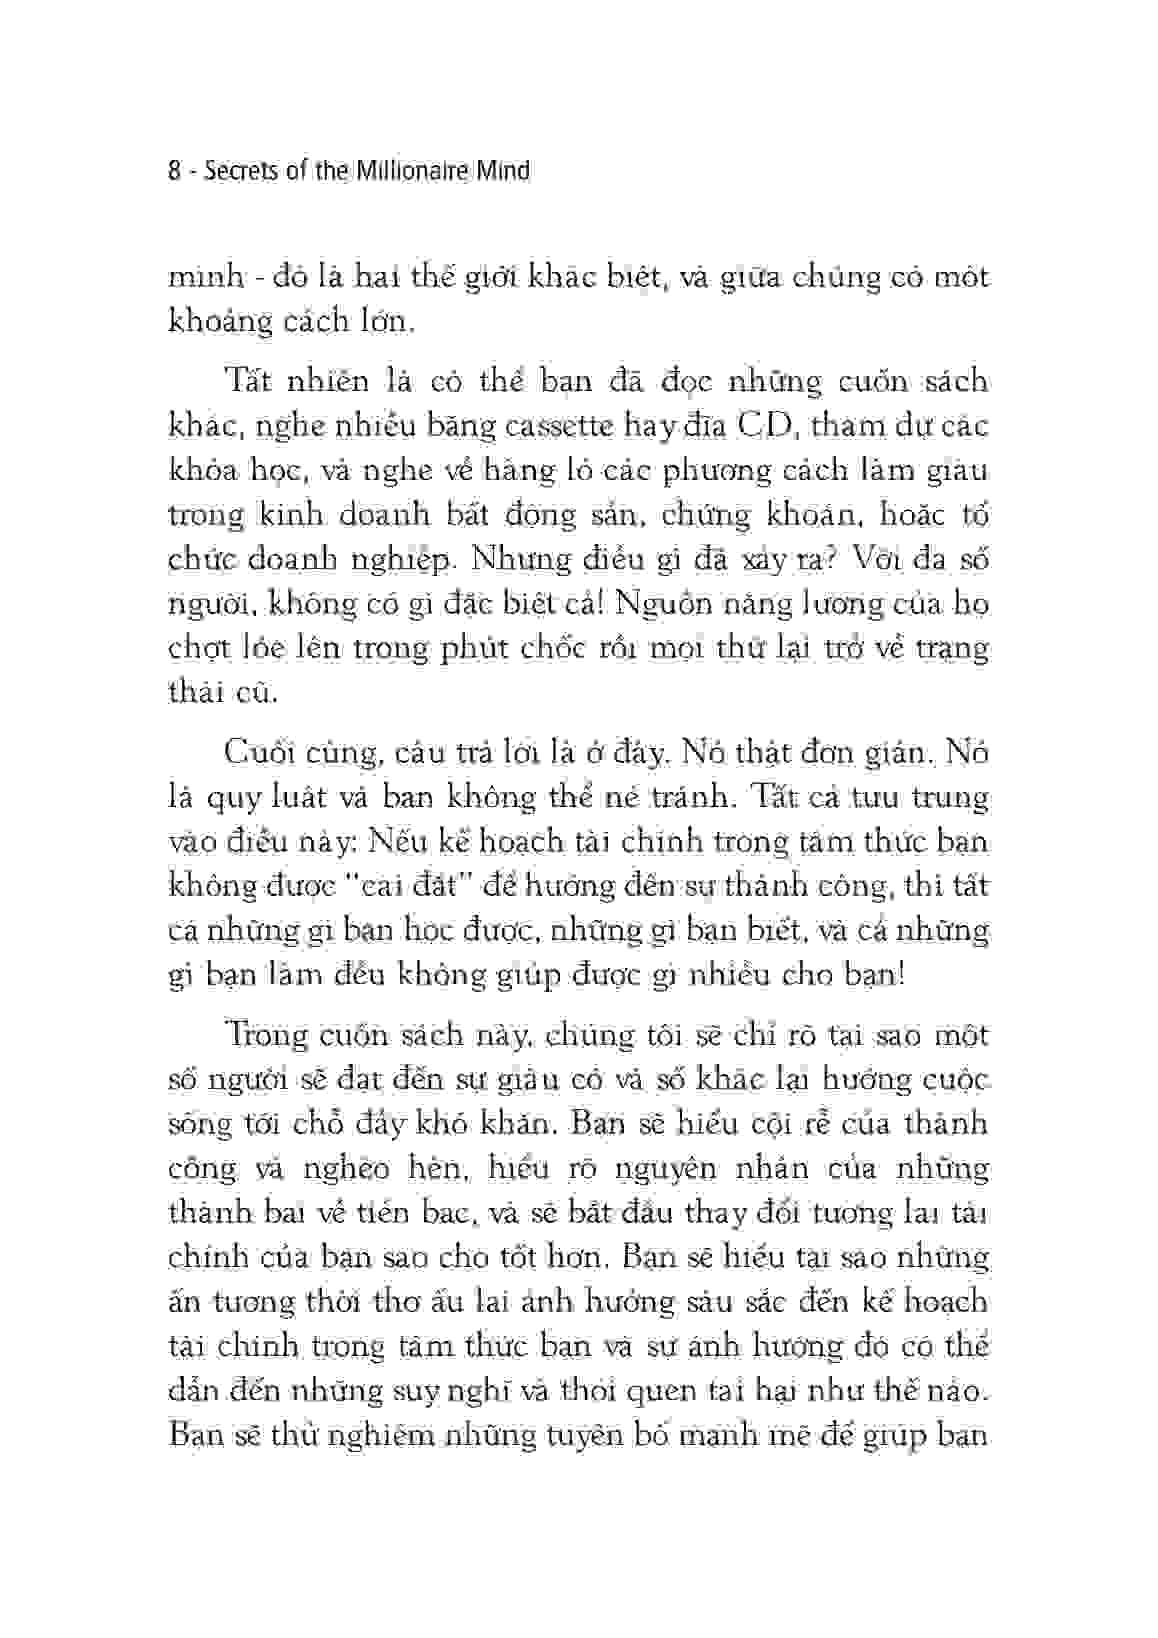 8 - Secrets of the Millionaire Mind
mình - đó là hai thế giới khác biệt, và giữa chúng có một
khoảng cách lớn.
Tất nhiên là có thể bạn đã đọc những cuốn sách
khác, nghe nhiều băng cassette hay đĩa CD, tham dự các
khóa học, và nghe về hàng lô các phương cách làm giàu
trong kinh doanh bất động sản, chứng khoán, hoặc tổ
chức doanh nghiệp. Nhưng điều gì đã xảy ra? Với đa số
người, không có gì đặc biệt cả! Nguồn năng lượng của họ
chợt lóe lên trong phút chốc rồi mọi thứ lại trở về trạng
thái cũ.
Cuối cùng, câu trả lời là ở đây. Nó thật đơn giản. Nó
là quy luật và bạn không thể né tránh. Tất cả tựu trung
vào điều này: Nếu kế hoạch tài chính trong tâm thức bạn
không được "cài đặt" để hướng đến sự thành công, thì tất
cả những gì bạn học được, những gì bạn biết, và cả những
gì bạn làm đều không giúp được gì nhiều cho bạn!
Trong cuốn sách này, chúng tôi sẽ chỉ rõ tại sao một
số người sẽ đạt đến sự giàu có và số khác lại hướng cuộc
sống tới chỗ đầy khó khăn. Bạn sẽ hiểu cội rễ của thành
công và nghèo hèn, hiểu rõ nguyên nhân của những
thành bại về tiền bạc, và sẽ bắt đầu thay đổi tương lai tài
chính của bạn sao cho tốt hơn. Bạn sẽ hiểu tại sao những
ấn tượng thời thơ ấu lại ảnh hưởng sâu sắc đến kế hoạch
tài chính trong tâm thức bạn và sự ảnh hưởng đó có thể
dẫn đến những suy nghĩ và thói quen tai hại như thế nào.
Bạn sẽ thử nghiệm những tuyên bố mạnh mẽ để giúp bạn